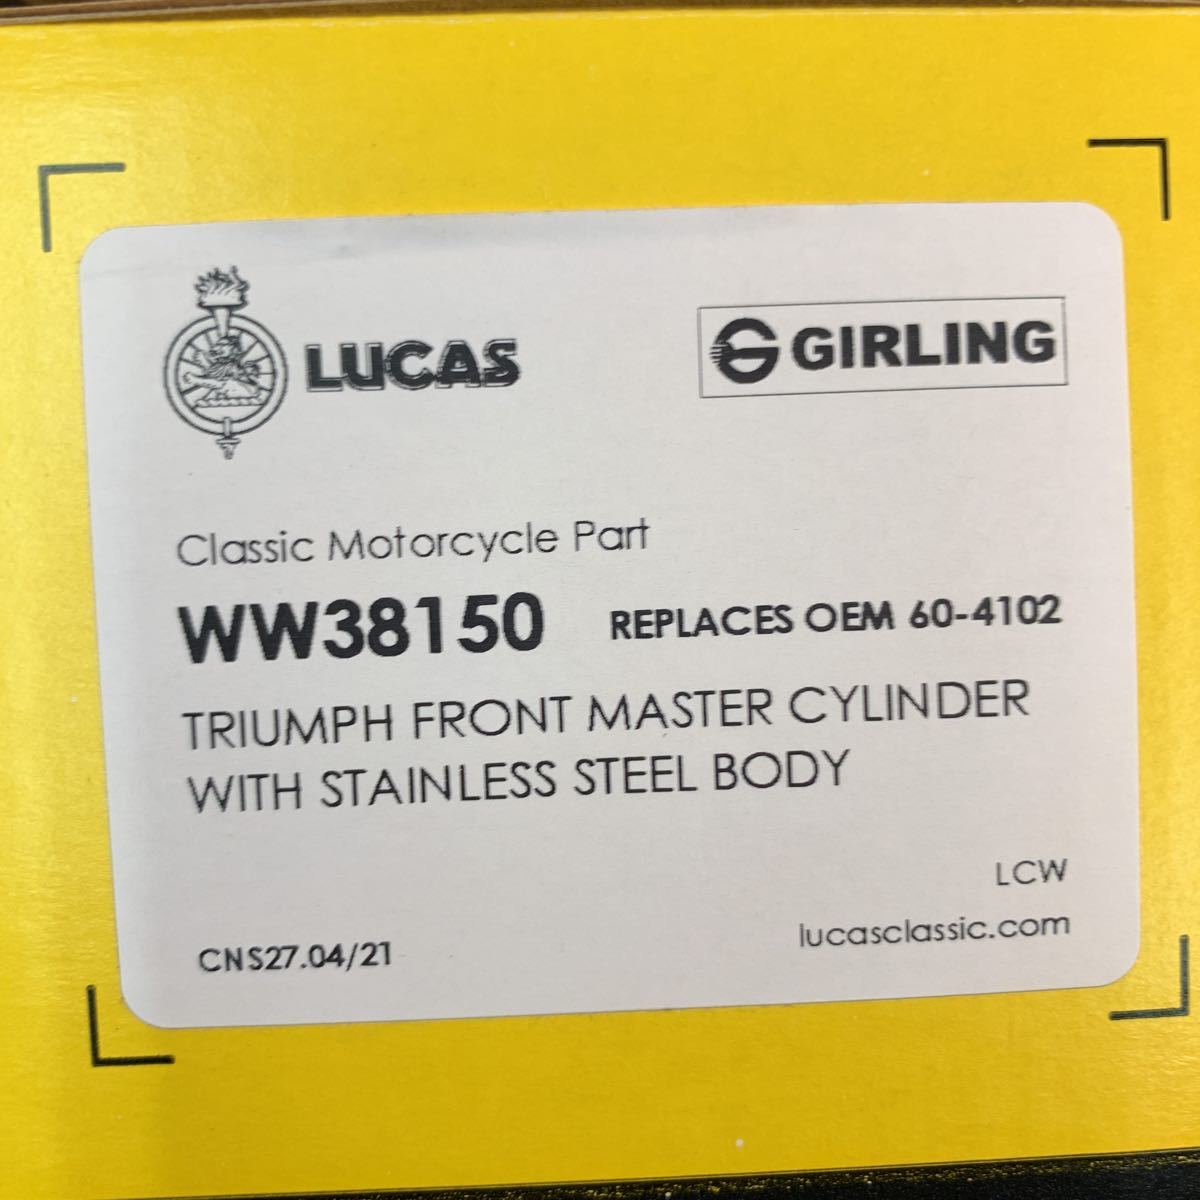 LUCAS
GIRLING
Classic Motorcycle Part
WW38150 REPLACES OEM 60-4102
TRIUMPH FRONT MASTER CYLINDER
WITH STAINLESS STEEL BODY
LCW
CNS27.04/21
lucasclassic.com